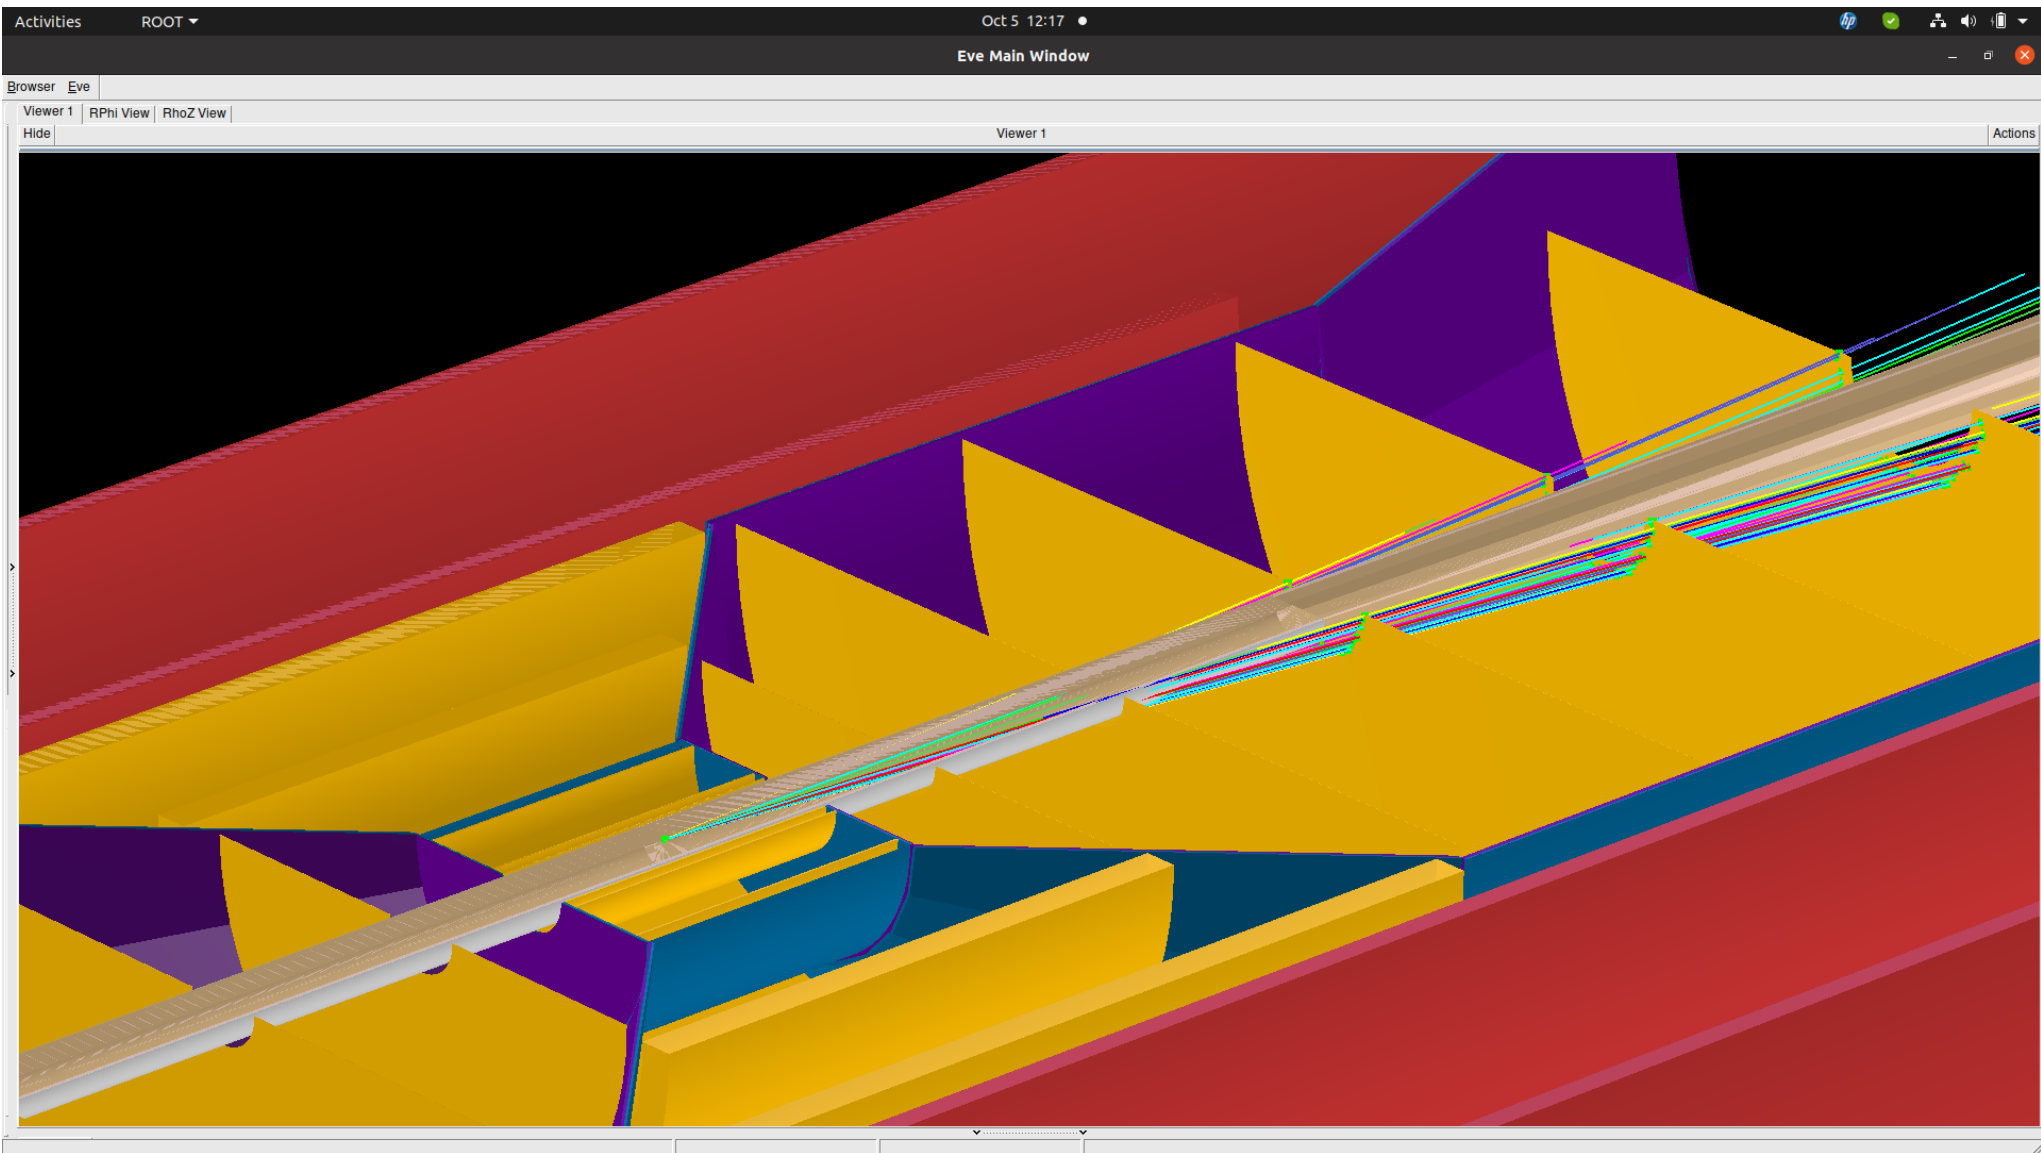 Activities ROOT Oct 5 12:17 hp
Eve Main Window
Browser Eve
Viewer 1 RPhi View RhoZ View
Hide Viewer 1 Actions